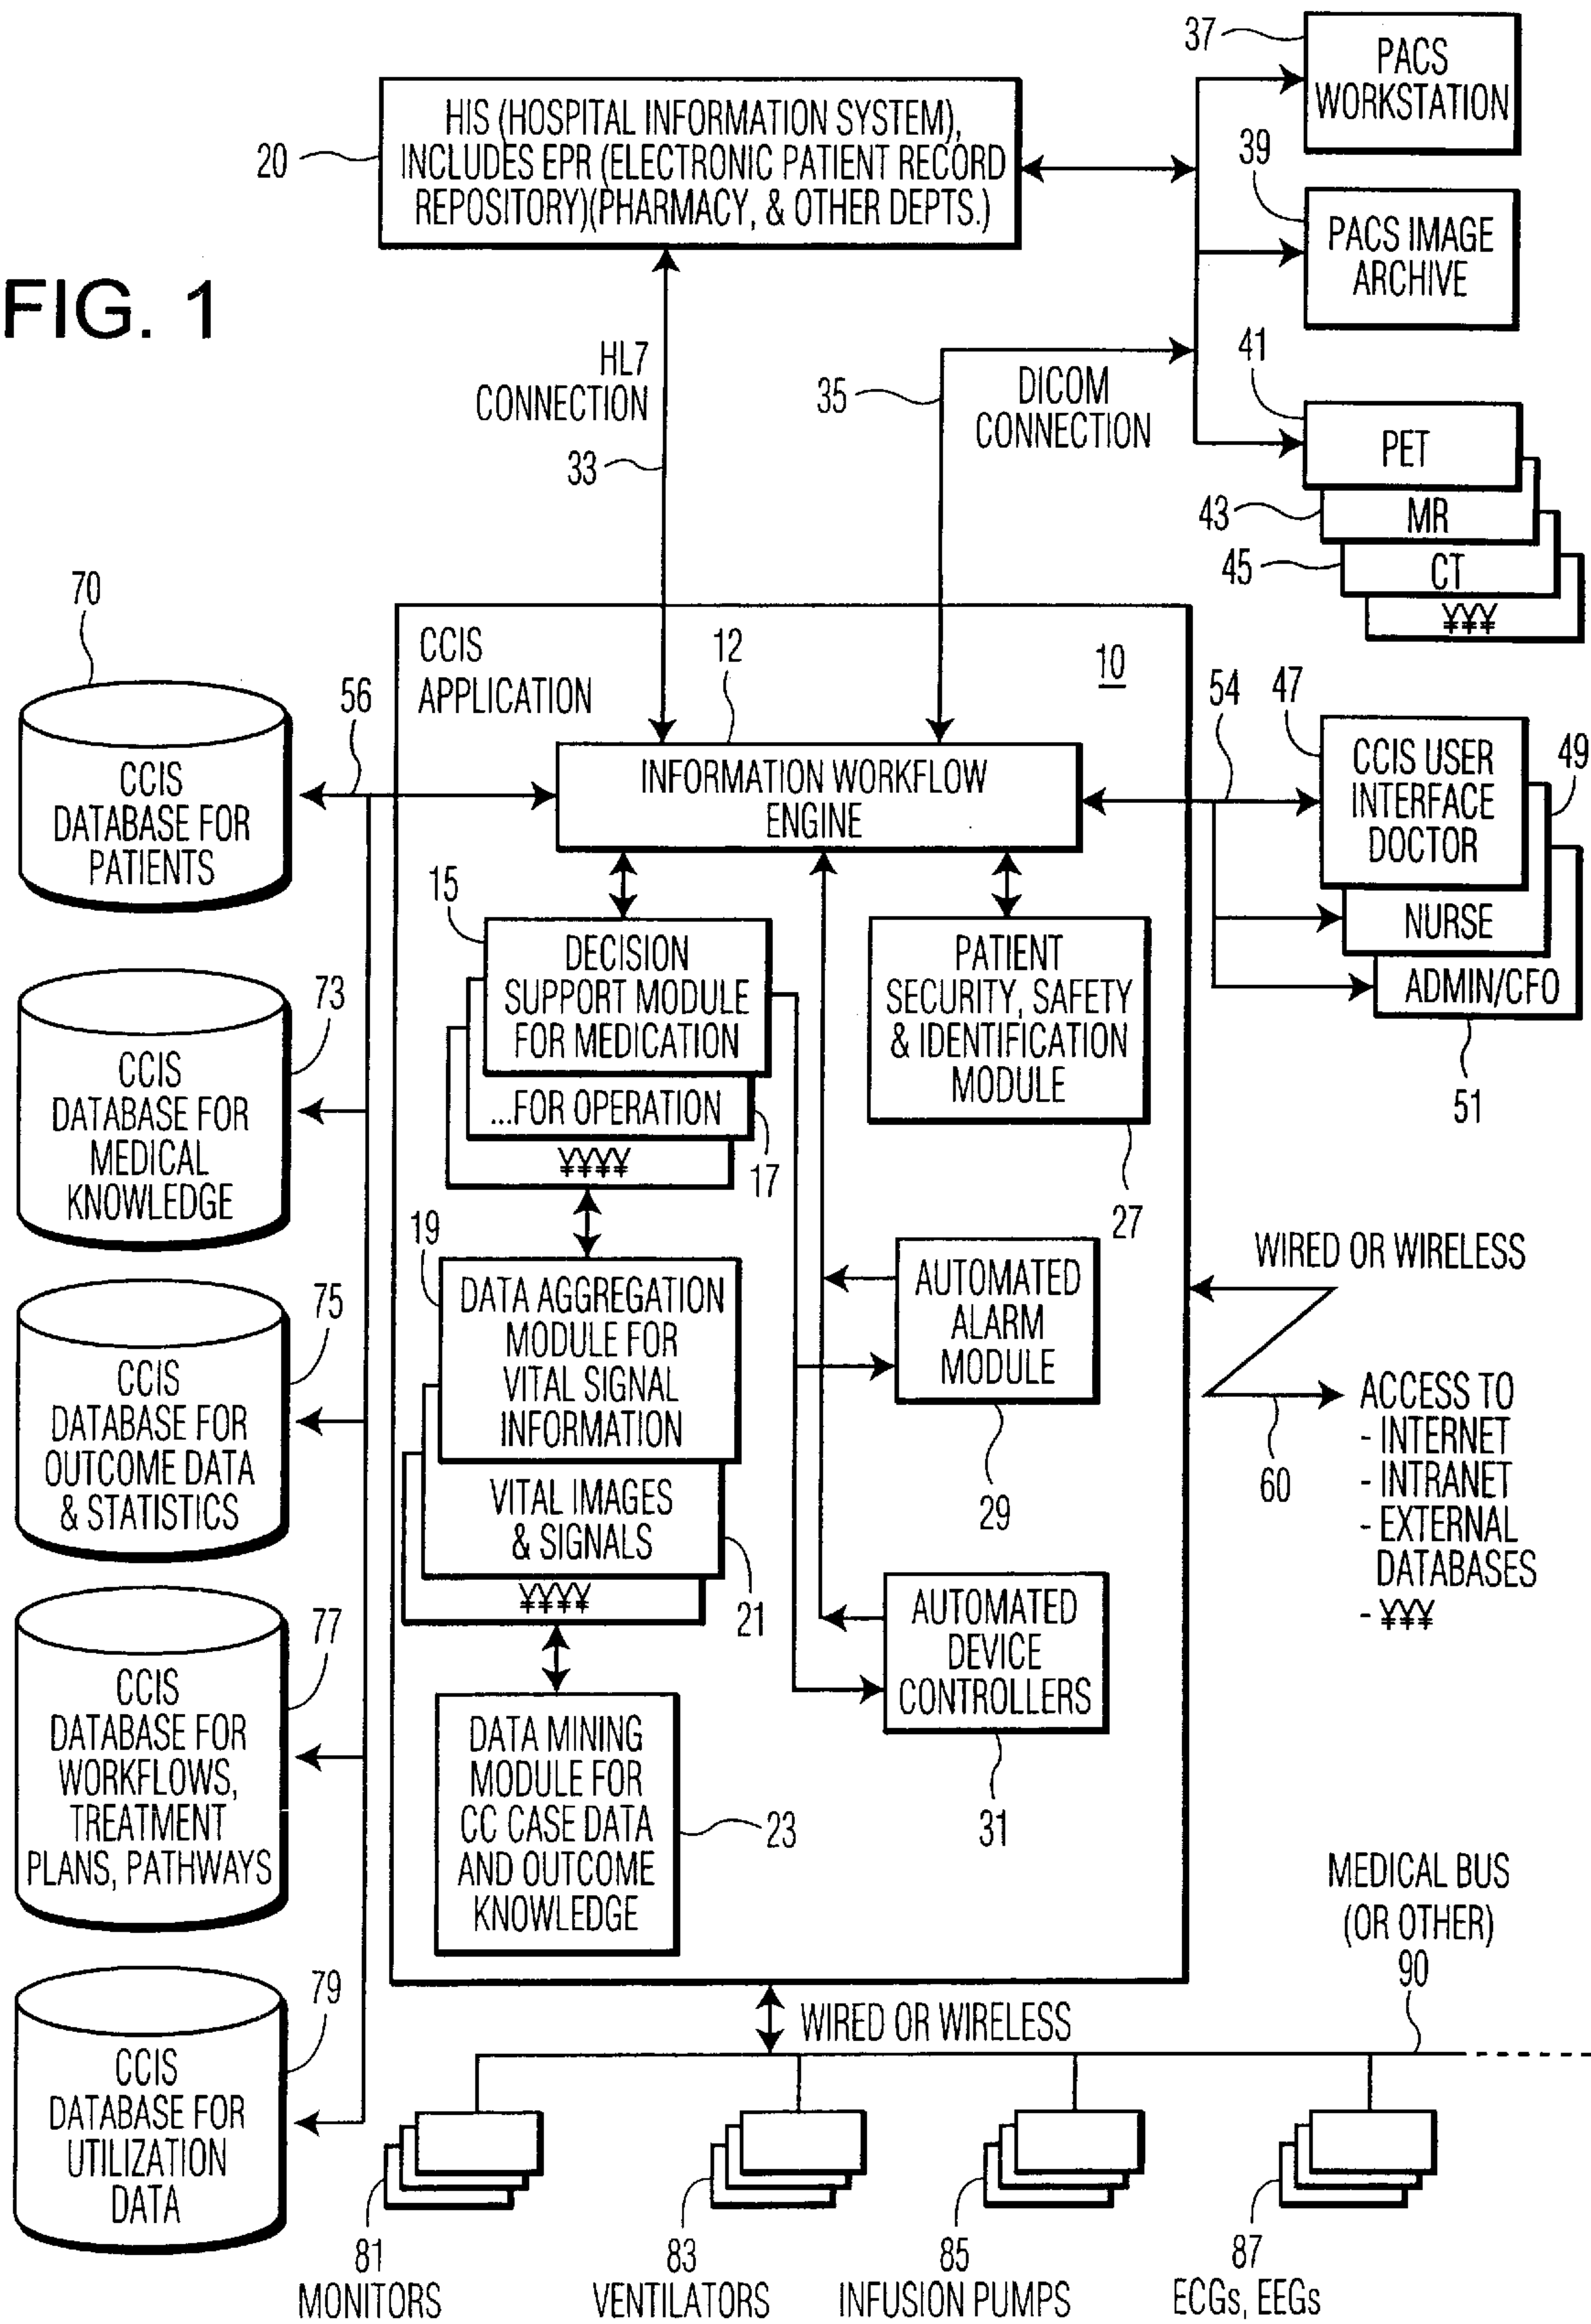 FIG. 1
37
PACS
WORKSTATION
20
HIS (HOSPITAL INFORMATION SYSTEM),
INCLUDES EPR (ELECTRONIC PATIENT RECORD
REPOSITORY)(PHARMACY, & OTHER DEPTS.)
39
PACS IMAGE
ARCHIVE
HL7
CONNECTION
33
35
DICOM
CONNECTION
41
PET
43
MR
45
CT
¥¥¥
70
CCIS
DATABASE FOR
PATIENTS
56
CCIS
APPLICATION
12
10
INFORMATION WORKFLOW
ENGINE
54
47
CCIS USER
INTERFACE
DOCTOR
49
NURSE
ADMIN/CFO
51
15
DECISION
SUPPORT MODULE
FOR MEDICATION
...FOR OPERATION
¥¥¥¥
17
PATIENT
SECURITY, SAFETY
& IDENTIFICATION
MODULE
27
73
CCIS
DATABASE FOR
MEDICAL
KNOWLEDGE
19
DATA AGGREGATION
MODULE FOR
VITAL SIGNAL
INFORMATION
VITAL IMAGES
& SIGNALS
¥¥¥¥
21
AUTOMATED
ALARM
MODULE
29
WIRED OR WIRELESS
60
ACCESS TO
- INTERNET
- INTRANET
- EXTERNAL
DATABASES
- ¥¥¥
75
CCIS
DATABASE FOR
OUTCOME DATA
& STATISTICS
AUTOMATED
DEVICE
CONTROLLERS
31
77
CCIS
DATABASE FOR
WORKFLOWS,
TREATMENT
PLANS, PATHWAYS
DATA MINING
MODULE FOR
CC CASE DATA
AND OUTCOME
KNOWLEDGE
23
MEDICAL BUS
(OR OTHER)
90
79
CCIS
DATABASE FOR
UTILIZATION
DATA
WIRED OR WIRELESS
81
MONITORS
83
VENTILATORS
85
INFUSION PUMPS
87
ECGs, EEGs